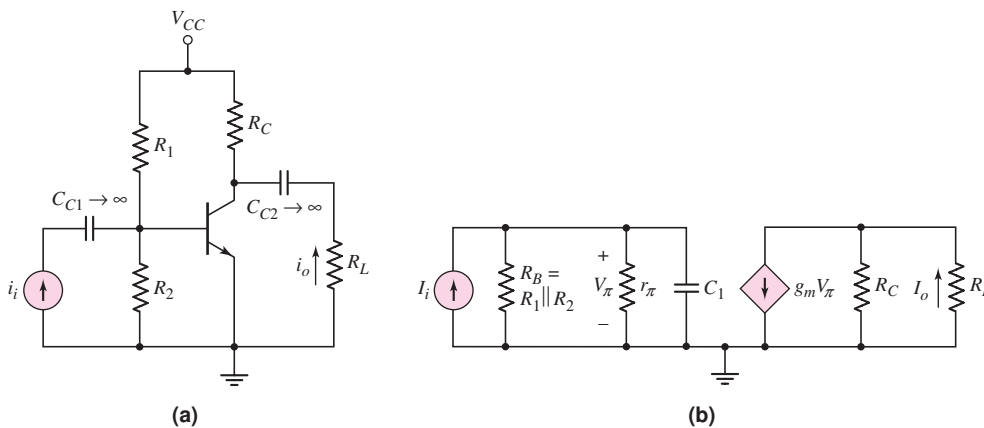 V_CC
R_C
R_1
C_C1 → ∞
C_C2 → ∞
i_i
R_2
i_o
R_L
(a)
I_i
R_B =
R_1||R_2
+
V_π
−
r_π
C_1
g_mV_π
R_C
I_o
(b)